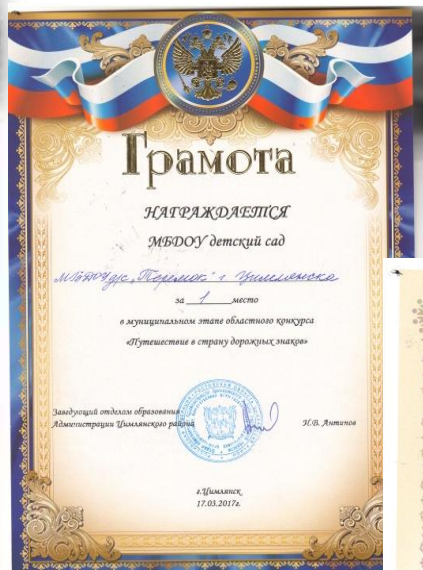 Грамота
НАГРАЖДАЕТСЯ
МБДОУ детский сад
МБДОУ д/с "Теремок" г. Цимлянска
за 1 место
в муниципальном этапе областного конкурса
«Путешествие в страну дорожных знаков»
Заведующий отделом образования
Администрации Цимлянского района
И.В. Антипов
г.Цимлянск
17.03.2017г.